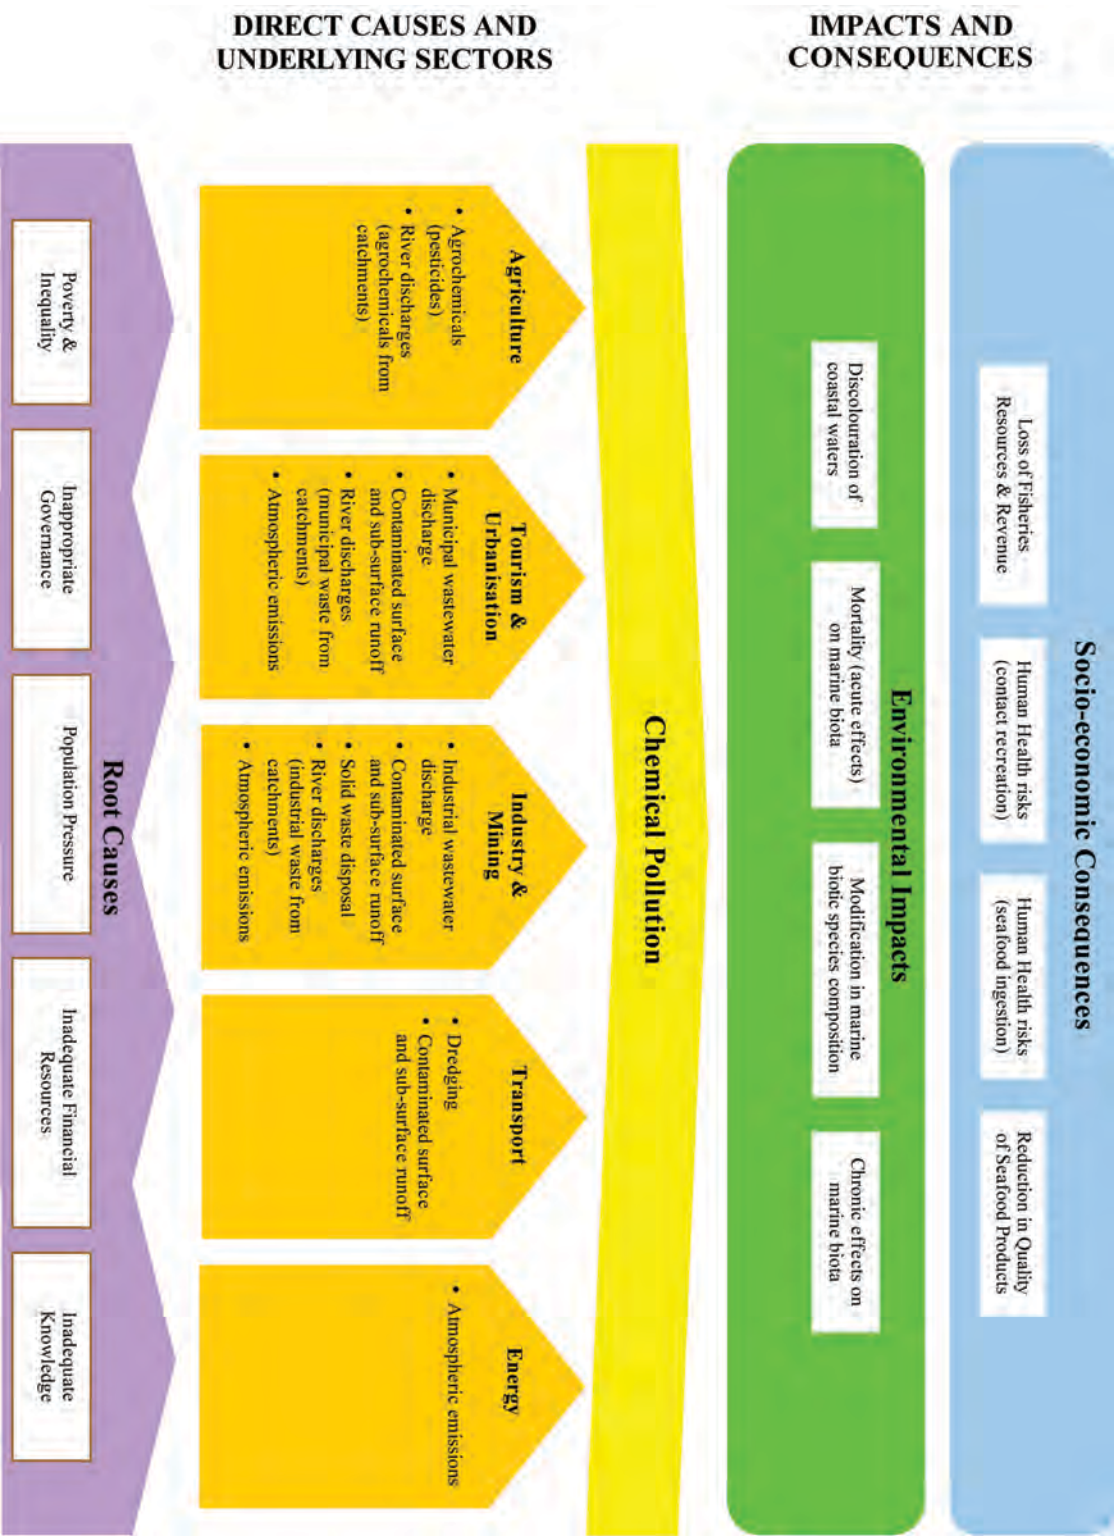 IMPACTS AND
CONSEQUENCES
Socio-economic Consequences
Loss of Fisheries
Resources & Revenue
Human Health risks
(contact recreation)
Human Health risks
(seafood ingestion)
Reduction in Quality
of Seafood Products
Environmental Impacts
Discolouration of
coastal waters
Mortality (acute effects)
on marine biota
Modification in marine
biotic species composition
Chronic effects on
marine biota
Chemical Pollution
DIRECT CAUSES AND
UNDERLYING SECTORS
Agriculture
• Agrochemicals
(pesticides)
• River discharges
(agrochemicals from
catchments)
Tourism &
Urbanisation
• Municipal wastewater
discharge
• Contaminated surface
and sub-surface runoff
• River discharges
(municipal waste from
catchments)
• Atmospheric emissions
Industry &
Mining
• Industrial wastewater
discharge
• Contaminated surface
and sub-surface runoff
• Solid waste disposal
• River discharges
(industrial waste from
catchments)
• Atmospheric emissions
Transport
• Dredging
• Contaminated surface
and sub-surface runoff
Energy
• Atmospheric emissions
Root Causes
Poverty &
Inequality
Inappropriate
Governance
Population Pressure
Inadequate Financial
Resources
Inadequate
Knowledge